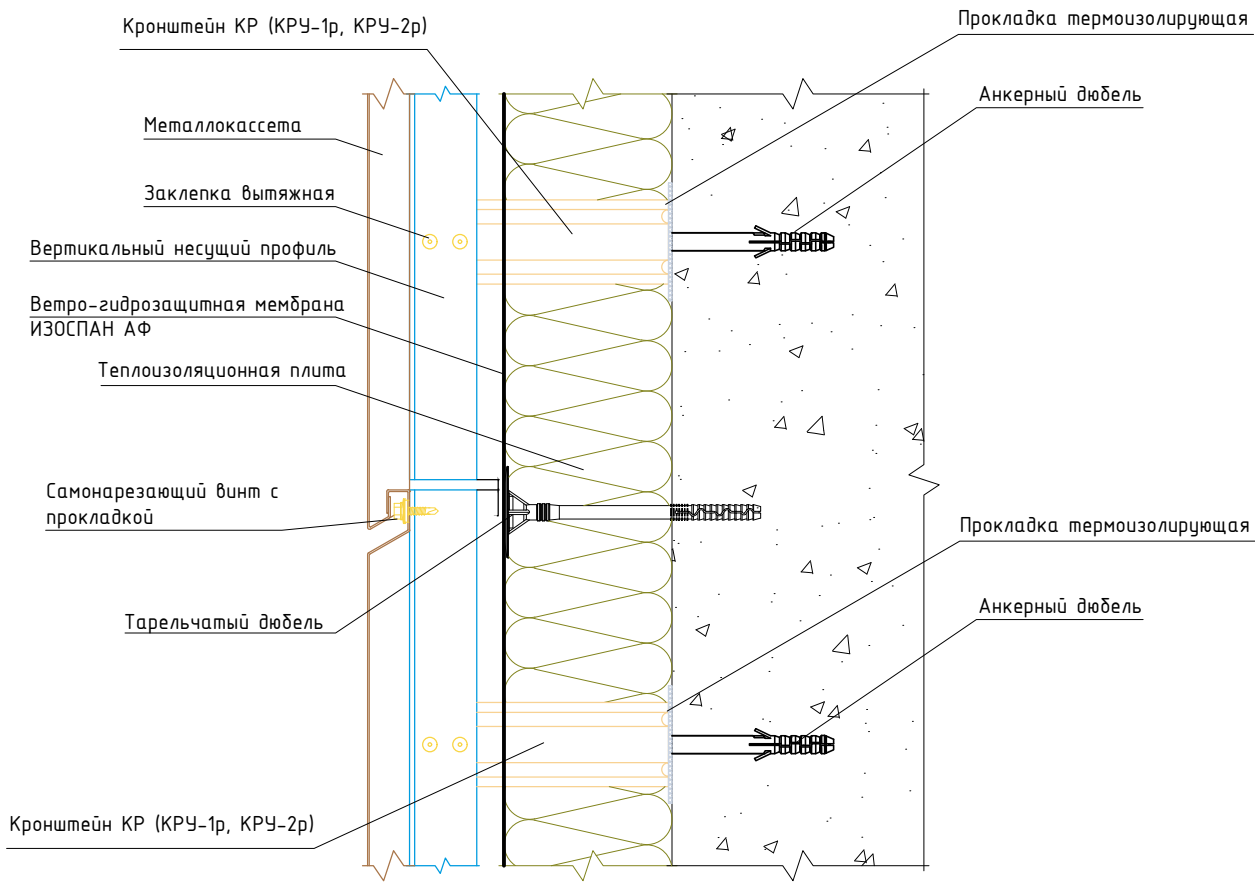 Кронштейн КР (КРУ-1р, КРУ-2р)
Прокладка термоизолирующая
Анкерный дюбель
Металлокассета
Заклепка вытяжная
Вертикальный несущий профиль
Ветро-гидрозащитная мембрана
ИЗОСПАН АФ
Теплоизоляционная плита
Самонарезающий винт с
прокладкой
Прокладка термоизолирующая
Тарельчатый дюбель
Анкерный дюбель
Кронштейн КР (КРУ-1р, КРУ-2р)